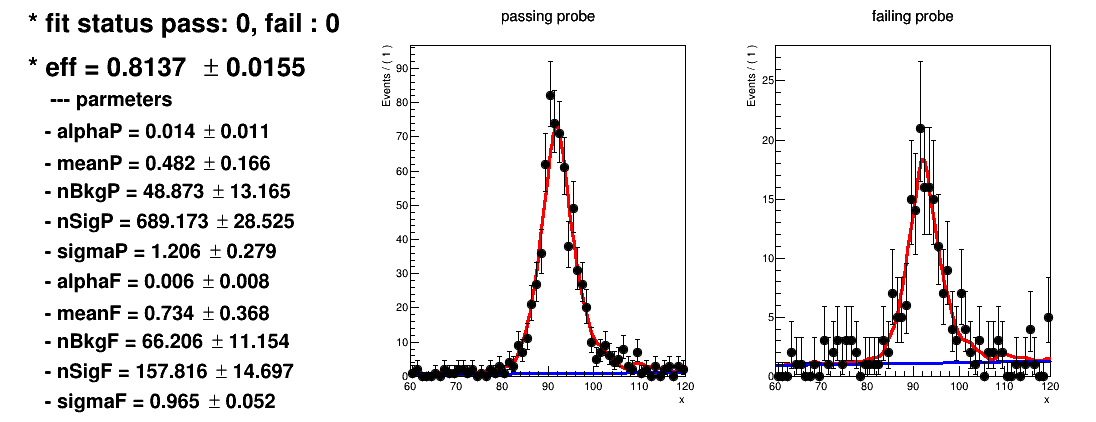 * fit status pass: 0, fail : 0
* eff = 0.8137 ± 0.0155
--- parmeters
- alphaP = 0.014 ± 0.011
- meanP = 0.482 ± 0.166
- nBkgP = 48.873 ± 13.165
- nSigP = 689.173 ± 28.525
- sigmaP = 1.206 ± 0.279
- alphaF = 0.006 ± 0.008
- meanF = 0.734 ± 0.368
- nBkgF = 66.206 ± 11.154
- nSigF = 157.816 ± 14.697
- sigmaF = 0.965 ± 0.052
passing probe
Events / ( 1 )
90
80
70
60
50
40
30
20
10
0
60 70 80 90 100 110 120
x
failing probe
Events / ( 1 )
25
20
15
10
5
0
60 70 80 90 100 110 120
x